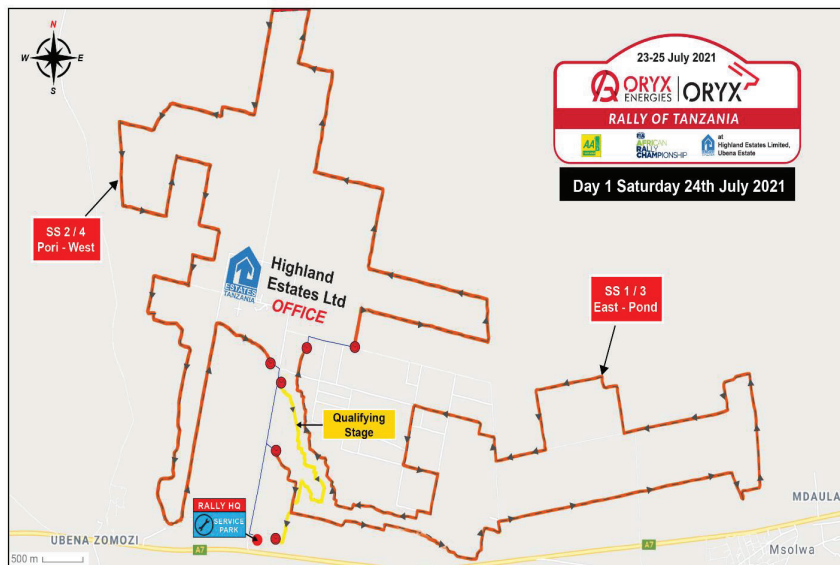 N
W
E
S
23-25 July 2021
ORYX
ENERGIES
ORYX
RALLY OF TANZANIA
AA
AFRICAN
RALLY
CHAMPIONSHIP
at
Highland Estates Limited,
Ubena Estate
Day 1 Saturday 24th July 2021
SS 2 / 4
Pori - West
ESTATES
TANZANIA
Highland
Estates Ltd
OFFICE
SS 1 / 3
East - Pond
Qualifying
Stage
RALLY HQ
SERVICE
PARK
UBENA ZOMOZI
A7
A7
MDAULA
Msolwa
500 m